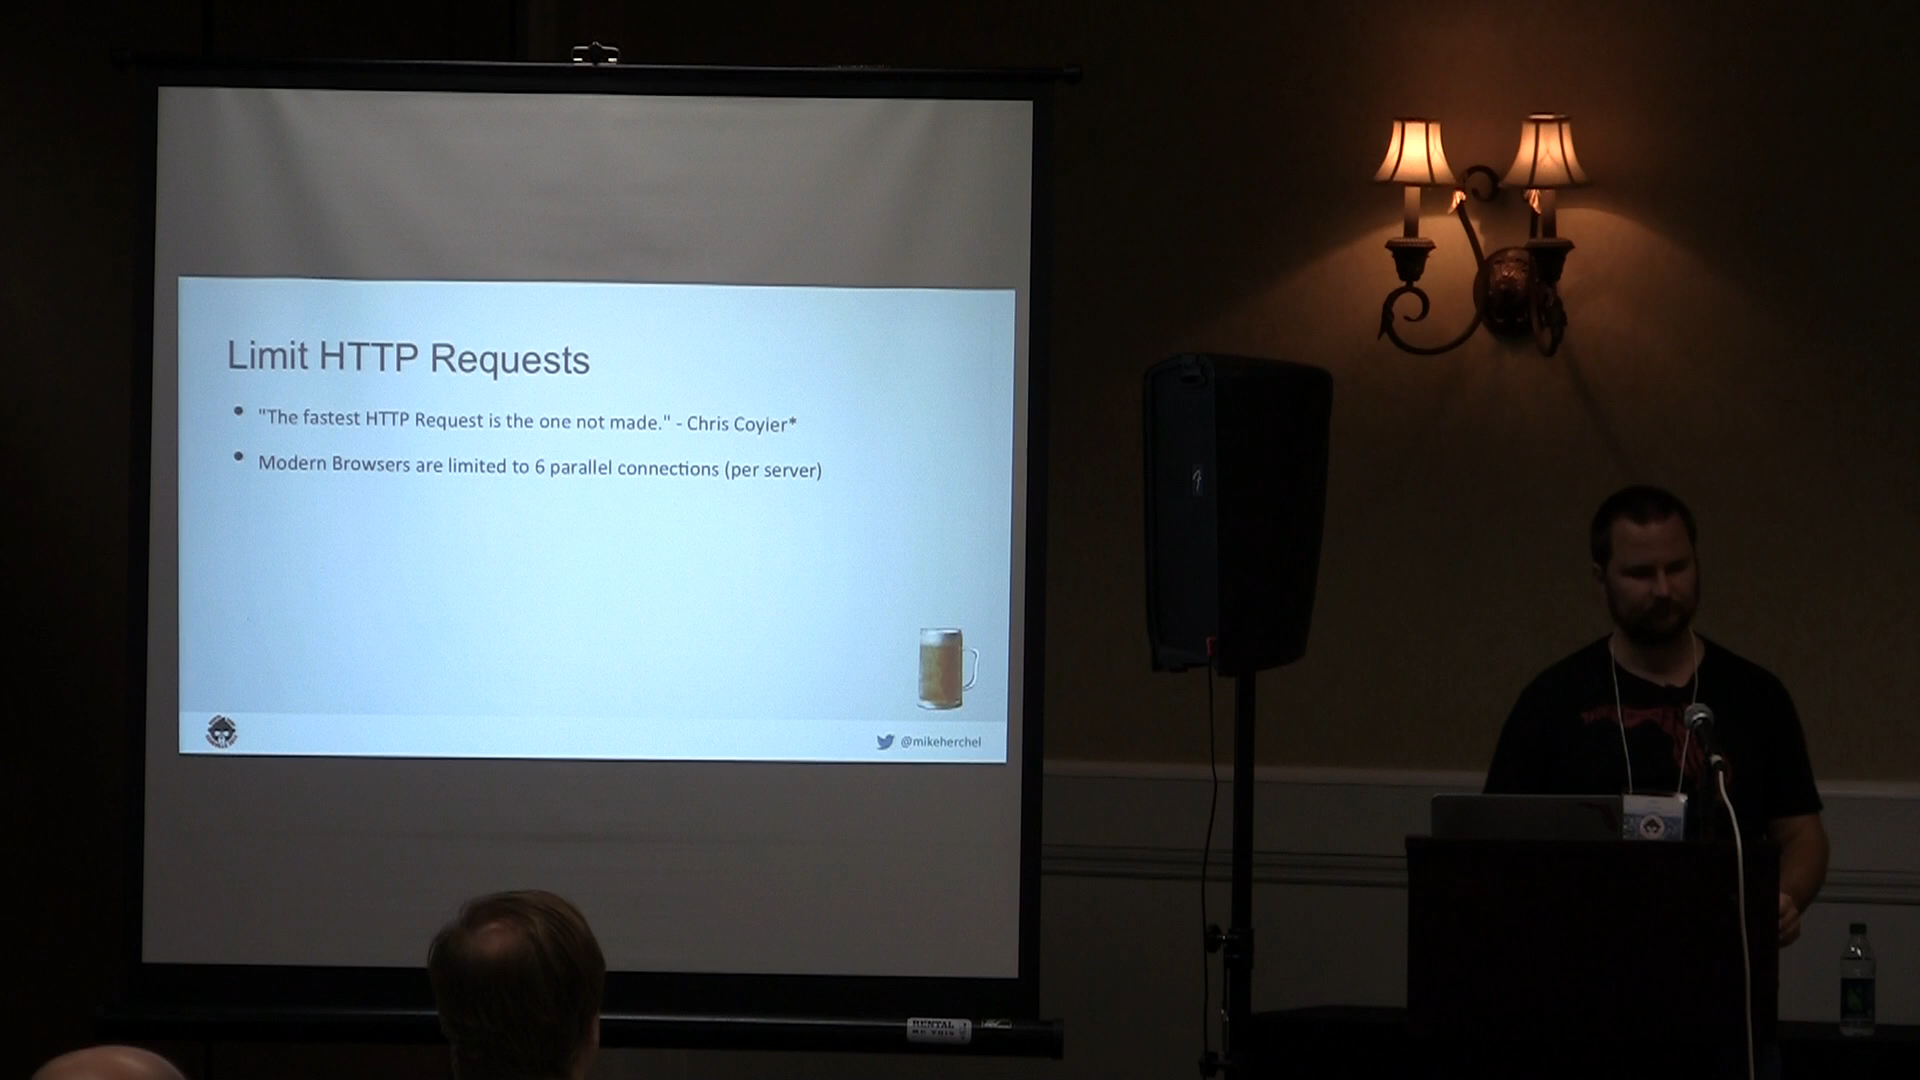 Limit HTTP Requests
"The fastest HTTP Request is the one not made." - Chris Coyier*
Modern Browsers are limited to 6 parallel connections (per server)
@mikeherchel
RENTAL